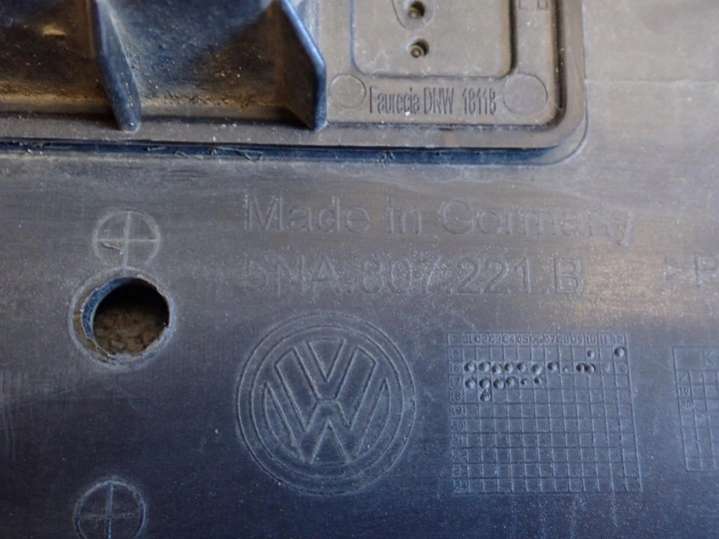 Faurecia DNW 18118
Made in Germany
5NA.807.221.B
>P